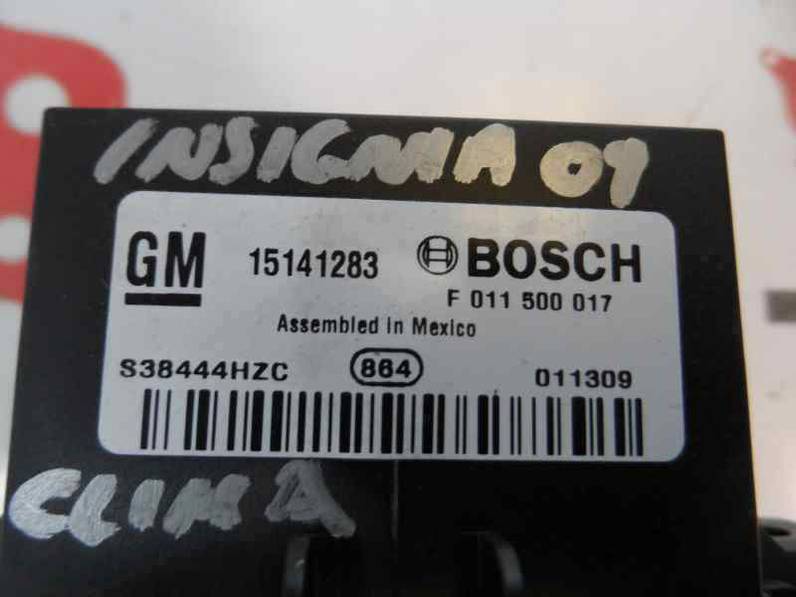 INSIGNIA 09
GM 15141283 BOSCH
F 011 500 017
Assembled in Mexico
S38444HZC 864 011309
CLIMA